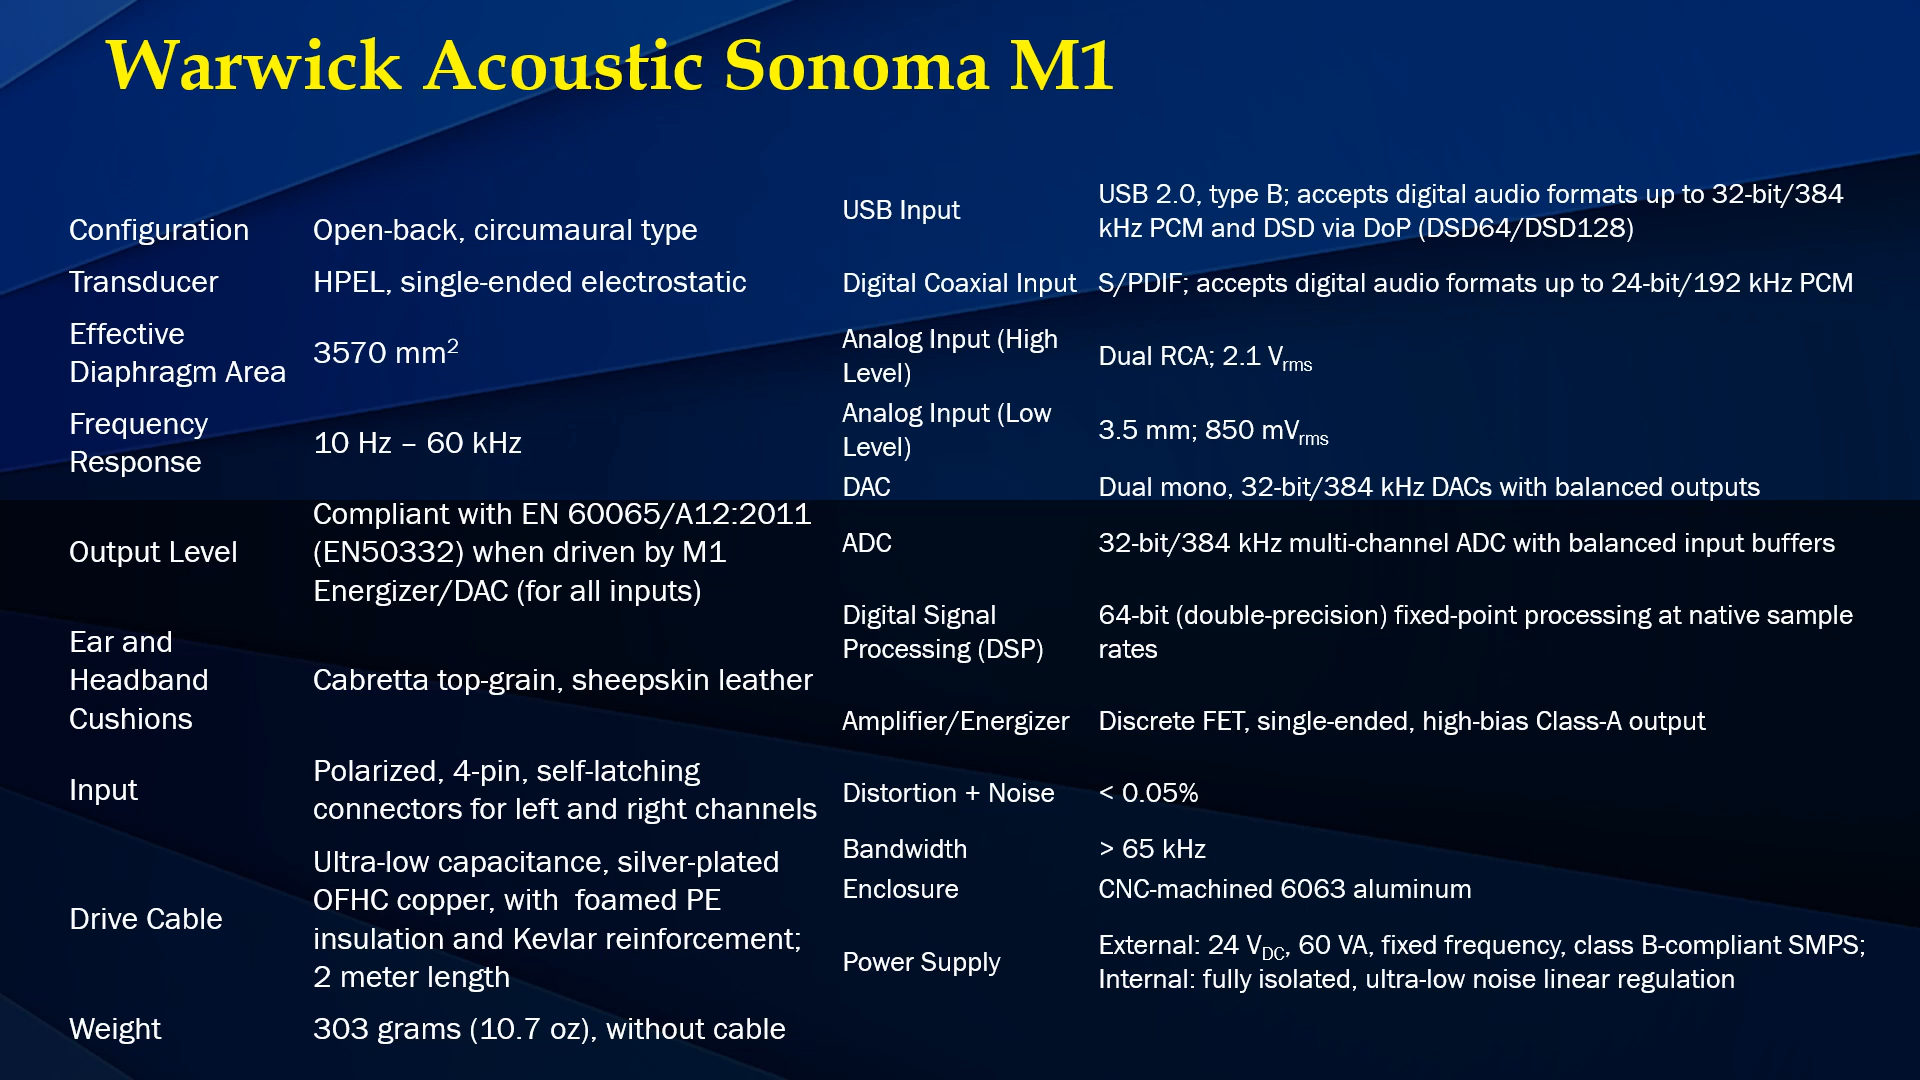 Warwick Acoustic Sonoma M1
Configuration Open-back, circumaural type
Transducer HPEL, single-ended electrostatic
Effective
Diaphragm Area 3570 mm²
Frequency
Response 10 Hz – 60 kHz
Output Level Compliant with EN 60065/A12:2011
(EN50332) when driven by M1
Energizer/DAC (for all inputs)
Ear and
Headband
Cushions
Cabretta top-grain, sheepskin leather
Input Polarized, 4-pin, self-latching
connectors for left and right channels
Drive Cable Ultra-low capacitance, silver-plated
OFHC copper, with  foamed PE
insulation and Kevlar reinforcement;
2 meter length
Weight 303 grams (10.7 oz), without cable
USB Input USB 2.0, type B; accepts digital audio formats up to 32-bit/384
kHz PCM and DSD via DoP (DSD64/DSD128)
Digital Coaxial Input S/PDIF; accepts digital audio formats up to 24-bit/192 kHz PCM
Analog Input (High
Level) Dual RCA; 2.1 Vrms
Analog Input (Low
Level) 3.5 mm; 850 mVrms
DAC Dual mono, 32-bit/384 kHz DACs with balanced outputs
ADC 32-bit/384 kHz multi-channel ADC with balanced input buffers
Digital Signal
Processing (DSP)
64-bit (double-precision) fixed-point processing at native sample
rates
Amplifier/Energizer Discrete FET, single-ended, high-bias Class-A output
Distortion + Noise < 0.05%
Bandwidth > 65 kHz
Enclosure CNC-machined 6063 aluminum
Power Supply External: 24 VDC, 60 VA, fixed frequency, class B-compliant SMPS;
Internal: fully isolated, ultra-low noise linear regulation